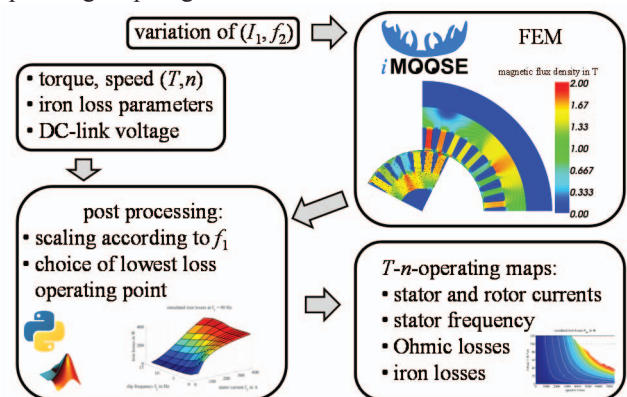 variation of (I₁, f₂)
FEM
iMOOSE
magnetic flux density in T
2.00
1.67
1.33
1.00
0.667
0.333
0.00
• torque, speed (T,n)
• iron loss parameters
• DC-link voltage
post processing:
• scaling according to f₁
• choice of lowest loss
operating point
T-n-operating maps:
• stator and rotor currents
• stator frequency
• Ohmic losses
• iron losses